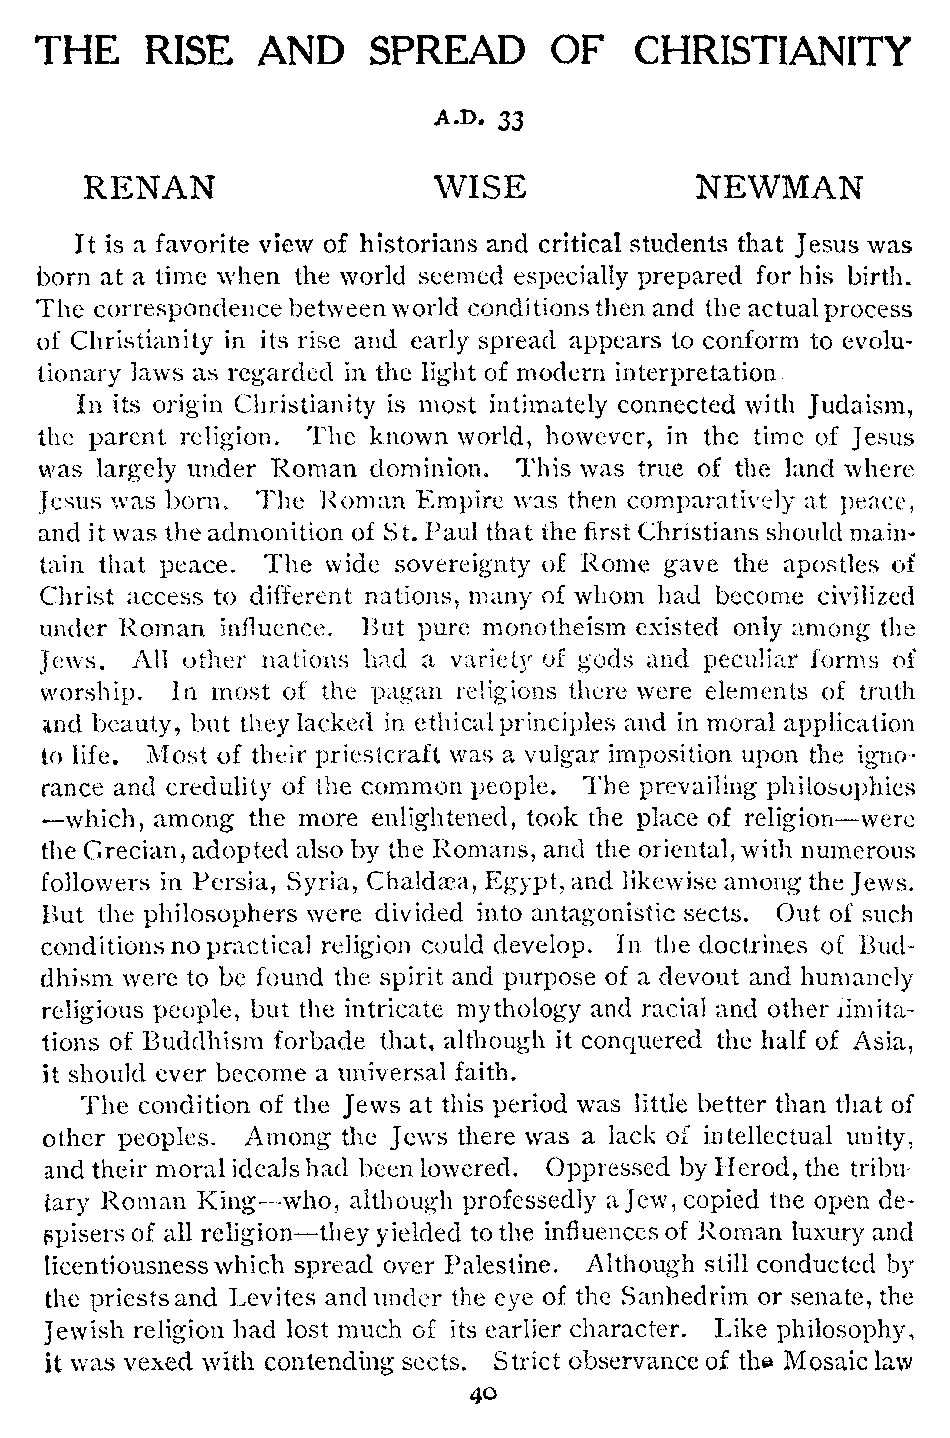 THE RISE AND SPREAD OF CHRISTIANITY
A.D. 33
RENAN WISE NEWMAN
It is a favorite view of historians and critical students that Jesus was
born at a time when the world seemed especially prepared for his birth.
The correspondence between world conditions then and the actual process
of Christianity in its rise and early spread appears to conform to evolu-
tionary laws as regarded in the light of modern interpretation.
In its origin Christianity is most intimately connected with Judaism,
the parent religion. The known world, however, in the time of Jesus
was largely under Roman dominion. This was true of the land where
Jesus was born. The Roman Empire was then comparatively at peace,
and it was the admonition of St. Paul that the first Christians should main-
tain that peace. The wide sovereignty of Rome gave the apostles of
Christ access to different nations, many of whom had become civilized
under Roman influence. But pure monotheism existed only among the
Jews. All other nations had a variety of gods and peculiar forms of
worship. In most of the pagan religions there were elements of truth
and beauty, but they lacked in ethical principles and in moral application
to life. Most of their priestcraft was a vulgar imposition upon the igno-
rance and credulity of the common people. The prevailing philosophies
—which, among the more enlightened, took the place of religion—were
the Grecian, adopted also by the Romans, and the oriental, with numerous
followers in Persia, Syria, Chaldæa, Egypt, and likewise among the Jews.
But the philosophers were divided into antagonistic sects. Out of such
conditions no practical religion could develop. In the doctrines of Bud-
dhism were to be found the spirit and purpose of a devout and humanely
religious people, but the intricate mythology and racial and other limita-
tions of Buddhism forbade that, although it conquered the half of Asia,
it should ever become a universal faith.
The condition of the Jews at this period was little better than that of
other peoples. Among the Jews there was a lack of intellectual unity,
and their moral ideals had been lowered. Oppressed by Herod, the tribu-
tary Roman King—who, although professedly a Jew, copied the open de-
spisers of all religion—they yielded to the influences of Roman luxury and
licentiousness which spread over Palestine. Although still conducted by
the priests and Levites and under the eye of the Sanhedrim or senate, the
Jewish religion had lost much of its earlier character. Like philosophy,
it was vexed with contending sects. Strict observance of the Mosaic law
40